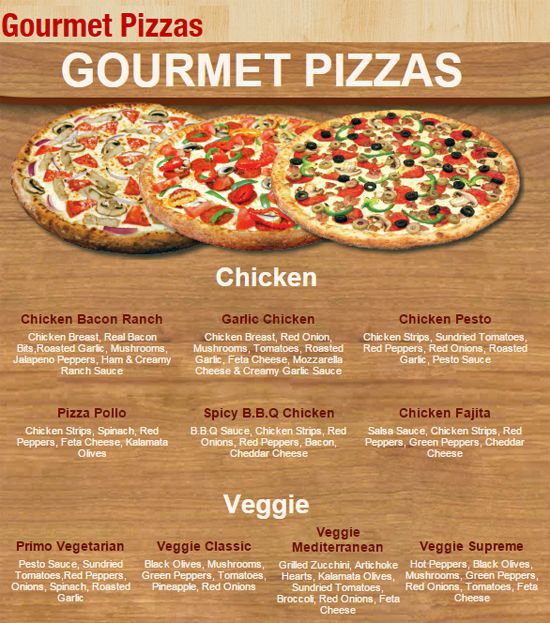 Gourmet Pizzas
GOURMET PIZZAS
Chicken
Chicken Bacon Ranch
Chicken Breast, Real Bacon
Bits,Roasted Garlic, Mushrooms,
Jalapeno Peppers, Ham & Creamy
Ranch Sauce
Garlic Chicken
Chicken Breast, Red Onion,
Mushrooms, Tomatoes, Roasted
Garlic, Feta Cheese, Mozzarella
Cheese & Creamy Garlic Sauce
Chicken Pesto
Chicken Strips, Sundried Tomatoes,
Red Peppers, Red Onions, Roasted
Garlic, Pesto Sauce
Pizza Pollo
Chicken Strips, Spinach, Red
Peppers, Feta Cheese, Kalamata
Olives
Spicy B.B.Q Chicken
B.B.Q Sauce, Chicken Strips, Red
Onions, Red Peppers, Bacon,
Cheddar Cheese
Chicken Fajita
Salsa Sauce, Chicken Strips, Red
Peppers, Green Peppers, Cheddar
Cheese
Veggie
Primo Vegetarian
Pesto Sauce, Sundried
Tomatoes,Red Peppers,
Onions, Spinach, Roasted
Garlic
Veggie Classic
Black Olives, Mushrooms,
Green Peppers, Tomatoes,
Pineapple, Red Onions
Veggie
Mediterranean
Grilled Zucchini, Artichoke
Hearts, Kalamata Olives,
Sundried Tomatoes,
Broccoli, Red Onions, Feta
Cheese
Veggie Supreme
Hot Peppers, Black Olives,
Mushrooms, Green Peppers,
Red Onions, Tomatoes, Feta
Cheese